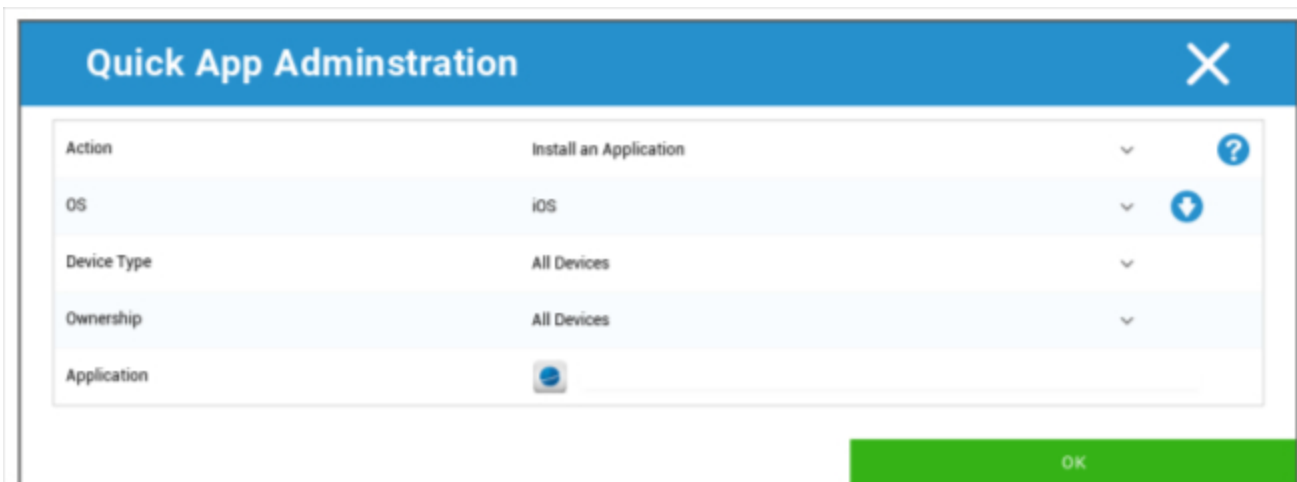 Quick App Adminstration
Action Install an Application
OS iOS
Device Type All Devices
Ownership All Devices
Application
OK